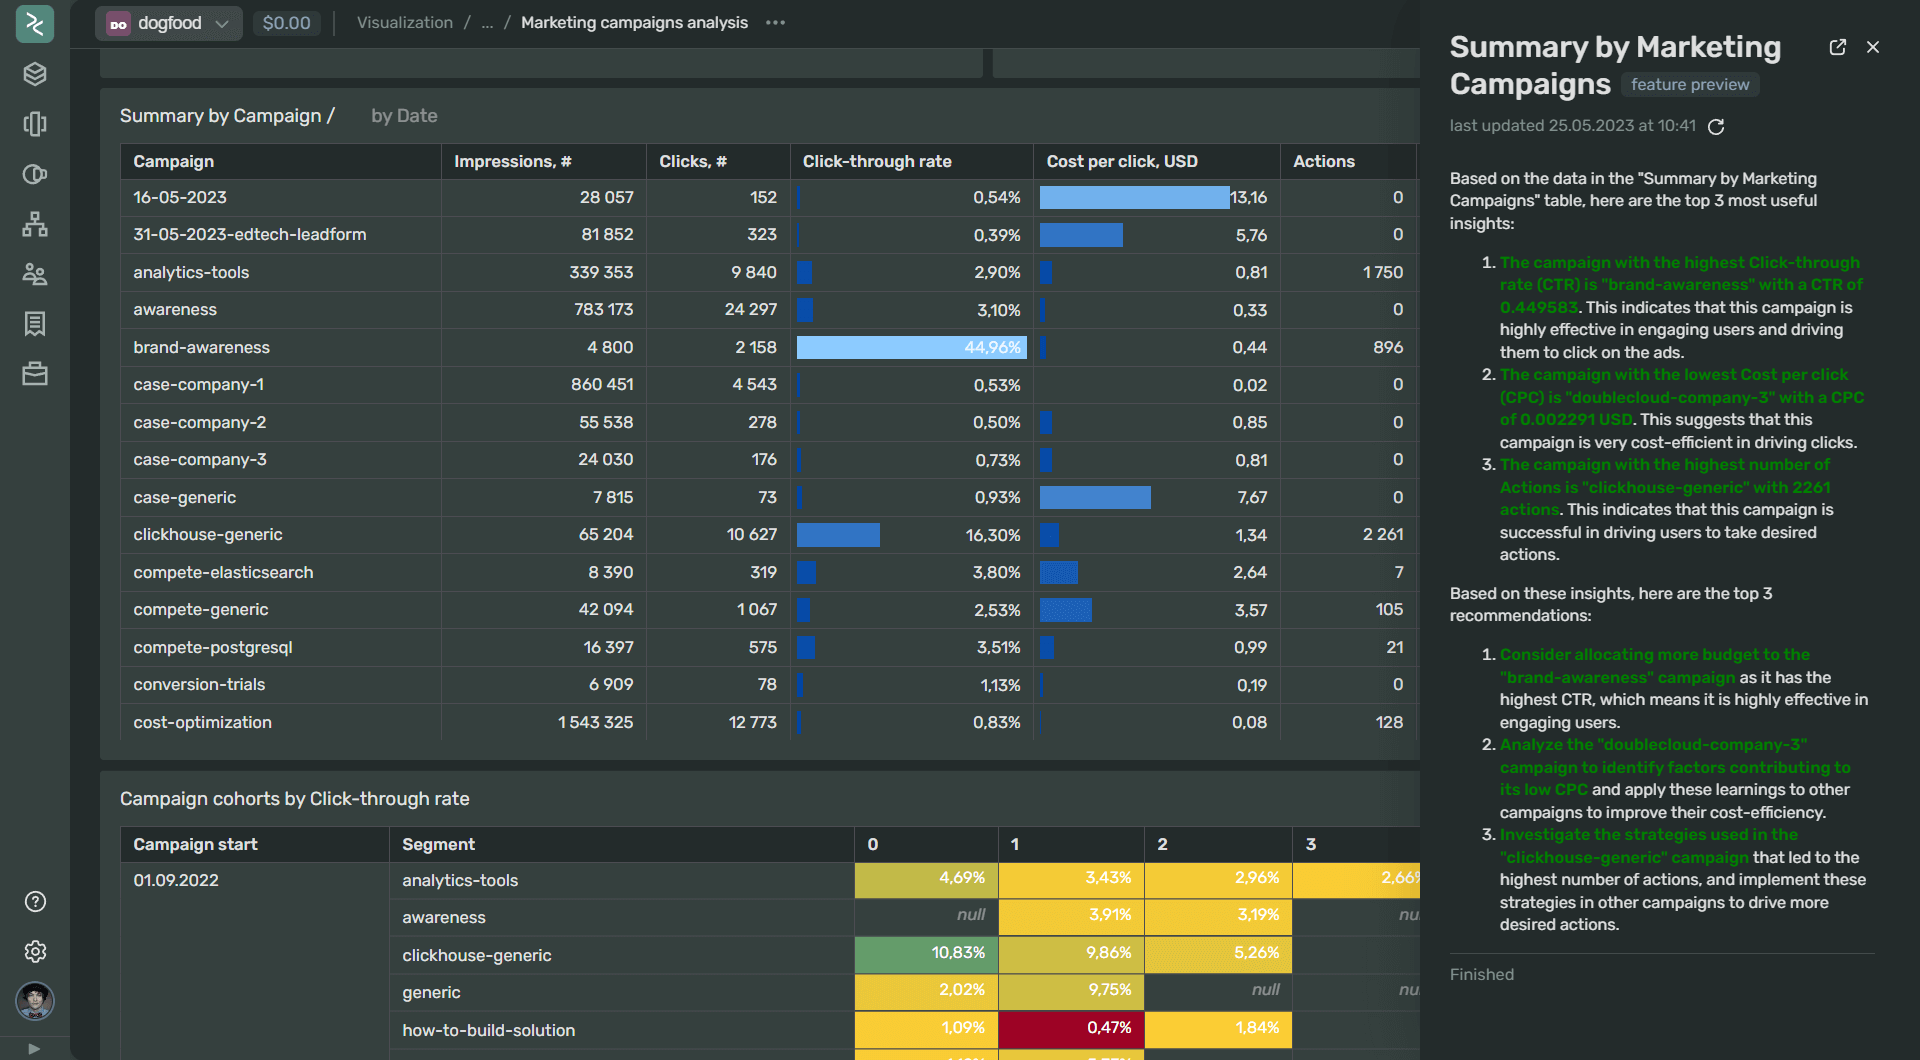 DO dogfood $0.00 Visualization / ... / Marketing campaigns analysis
Summary by Campaign / by Date
Campaign Impressions, # Clicks, # Click-through rate Cost per click, USD Actions
16-05-2023 28 057 152 0,54% 13,16 0
31-05-2023-edtech-leadform 81 852 323 0,39% 5,76 0
analytics-tools 339 353 9 840 2,90% 0,81 1 750
awareness 783 173 24 297 3,10% 0,33 0
brand-awareness 4 800 2 158 44,96% 0,44 896
case-company-1 860 451 4 543 0,53% 0,02 0
case-company-2 55 538 278 0,50% 0,85 0
case-company-3 24 030 176 0,73% 0,81 0
case-generic 7 815 73 0,93% 7,67 0
clickhouse-generic 65 204 10 627 16,30% 1,34 2 261
compete-elasticsearch 8 390 319 3,80% 2,64 7
compete-generic 42 094 1 067 2,53% 3,57 105
compete-postgresql 16 397 575 3,51% 0,99 21
conversion-trials 6 909 78 1,13% 0,19 0
cost-optimization 1 543 325 12 773 0,83% 0,08 128
Campaign cohorts by Click-through rate
Campaign start Segment 0 1 2 3
01.09.2022 analytics-tools 4,69% 3,43% 2,96% 2,66%
awareness null 3,91% 3,19%
clickhouse-generic 10,83% 9,86% 5,26%
generic 2,02% 9,75% null
how-to-build-solution 1,09% 0,47% 1,84%
Summary by Marketing
Campaigns feature preview
last updated 25.05.2023 at 10:41
Based on the data in the "Summary by Marketing
Campaigns" table, here are the top 3 most useful
insights:
1. The campaign with the highest Click-through
rate (CTR) is "brand-awareness" with a CTR of
0.449583. This indicates that this campaign is
highly effective in engaging users and driving
them to click on the ads.
2. The campaign with the lowest Cost per click
(CPC) is "doublecloud-company-3" with a CPC
of 0.002291 USD. This suggests that this
campaign is very cost-efficient in driving clicks.
3. The campaign with the highest number of
Actions is "clickhouse-generic" with 2261
actions. This indicates that this campaign is
successful in driving users to take desired
actions.
Based on these insights, here are the top 3
recommendations:
1. Consider allocating more budget to the
"brand-awareness" campaign as it has the
highest CTR, which means it is highly effective in
engaging users.
2. Analyze the "doublecloud-company-3"
campaign to identify factors contributing to
its low CPC and apply these learnings to other
campaigns to improve their cost-efficiency.
3. Investigate the strategies used in the
"clickhouse-generic" campaign that led to the
highest number of actions, and implement these
strategies in other campaigns to drive more
desired actions.
Finished